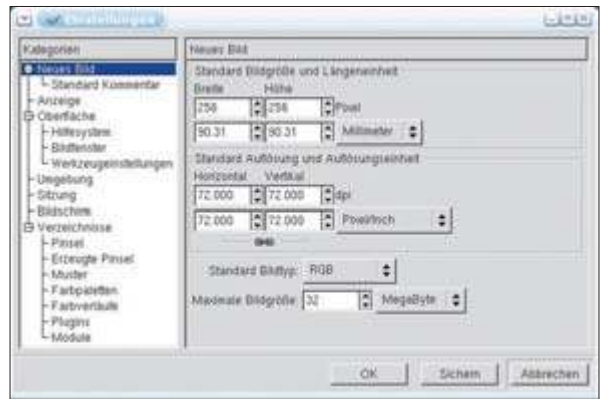 Einstellungen
Kategorien
Neues Bild
Standard Kommentar
Anzeige
Oberfläche
Hilfesystem
Bildfenster
Werkzeugeinstellungen
Umgebung
Sitzung
Bildschirm
Verzeichnisse
Pinsel
Erzeugte Pinsel
Muster
Farbpaletten
Farbverläufe
Plugins
Module
Neues Bild
Standard Bildgröße und Längeneinheit
Breite Höhe
256 256 Pixel
90.31 90.31 Millimeter
Standard Auflösung und Auflösungseinheit
Horizontal Vertikal
72.000 72.000 dpi
72.000 72.000 Pixel/Inch
Standard Bildtyp: RGB
Maximale Bildgröße: 32 MegaByte
OK Sichern Abbrechen